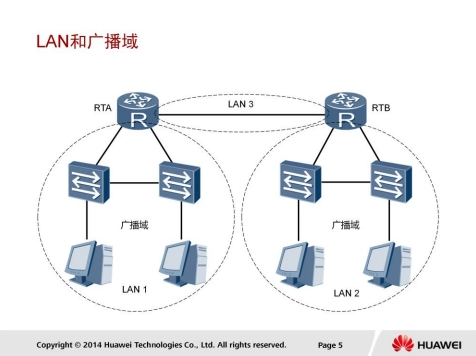 LAN和广播域
RTA
LAN 3
RTB
R
R
广播域
广播域
LAN 1
LAN 2
Copyright © 2014 Huawei Technologies Co., Ltd. All rights reserved.
Page 5
HUAWEI